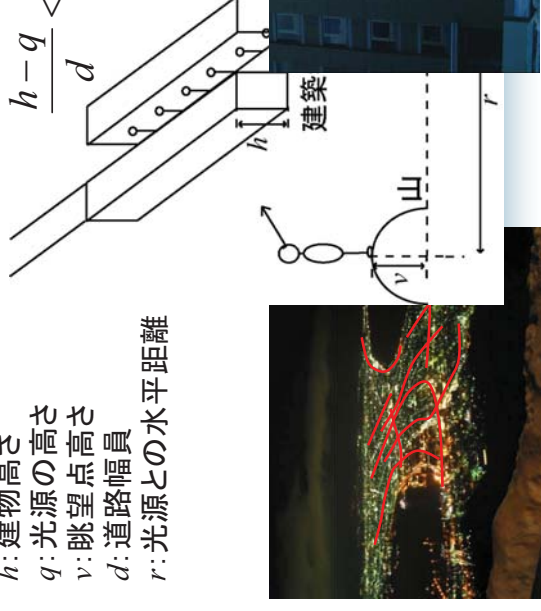 h: 建物高さ
q: 光源の高さ
v: 眺望点高さ
d: 道路幅員
r: 光源との水平距離
h−q
d
<
h
建築
山
v
r